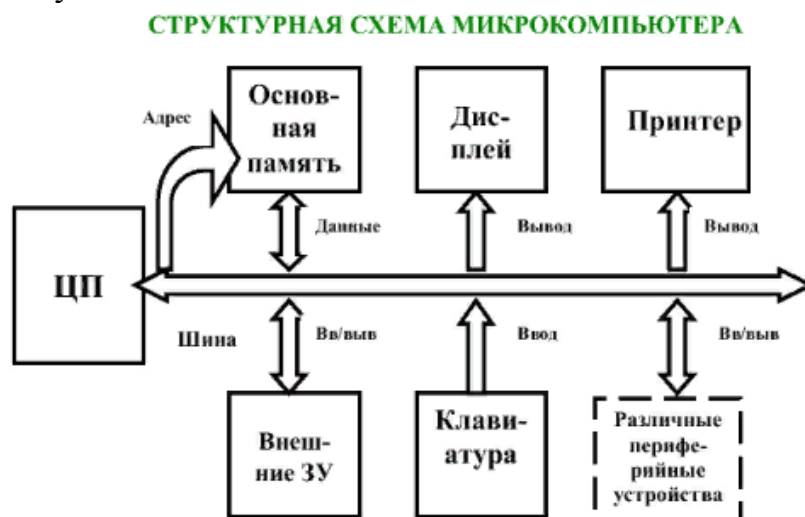 СТРУКТУРНАЯ СХЕМА МИКРОКОМПЬЮТЕРА
Адрес
Основ-
ная
память
Дис-
плей
Принтер
Данные
Вывод
Вывод
ЦП
Шина
Вв/выв
Ввод
Вв/выв
Внеш-
ние ЗУ
Клави-
атура
Различные
перифе-
рийные
устройства